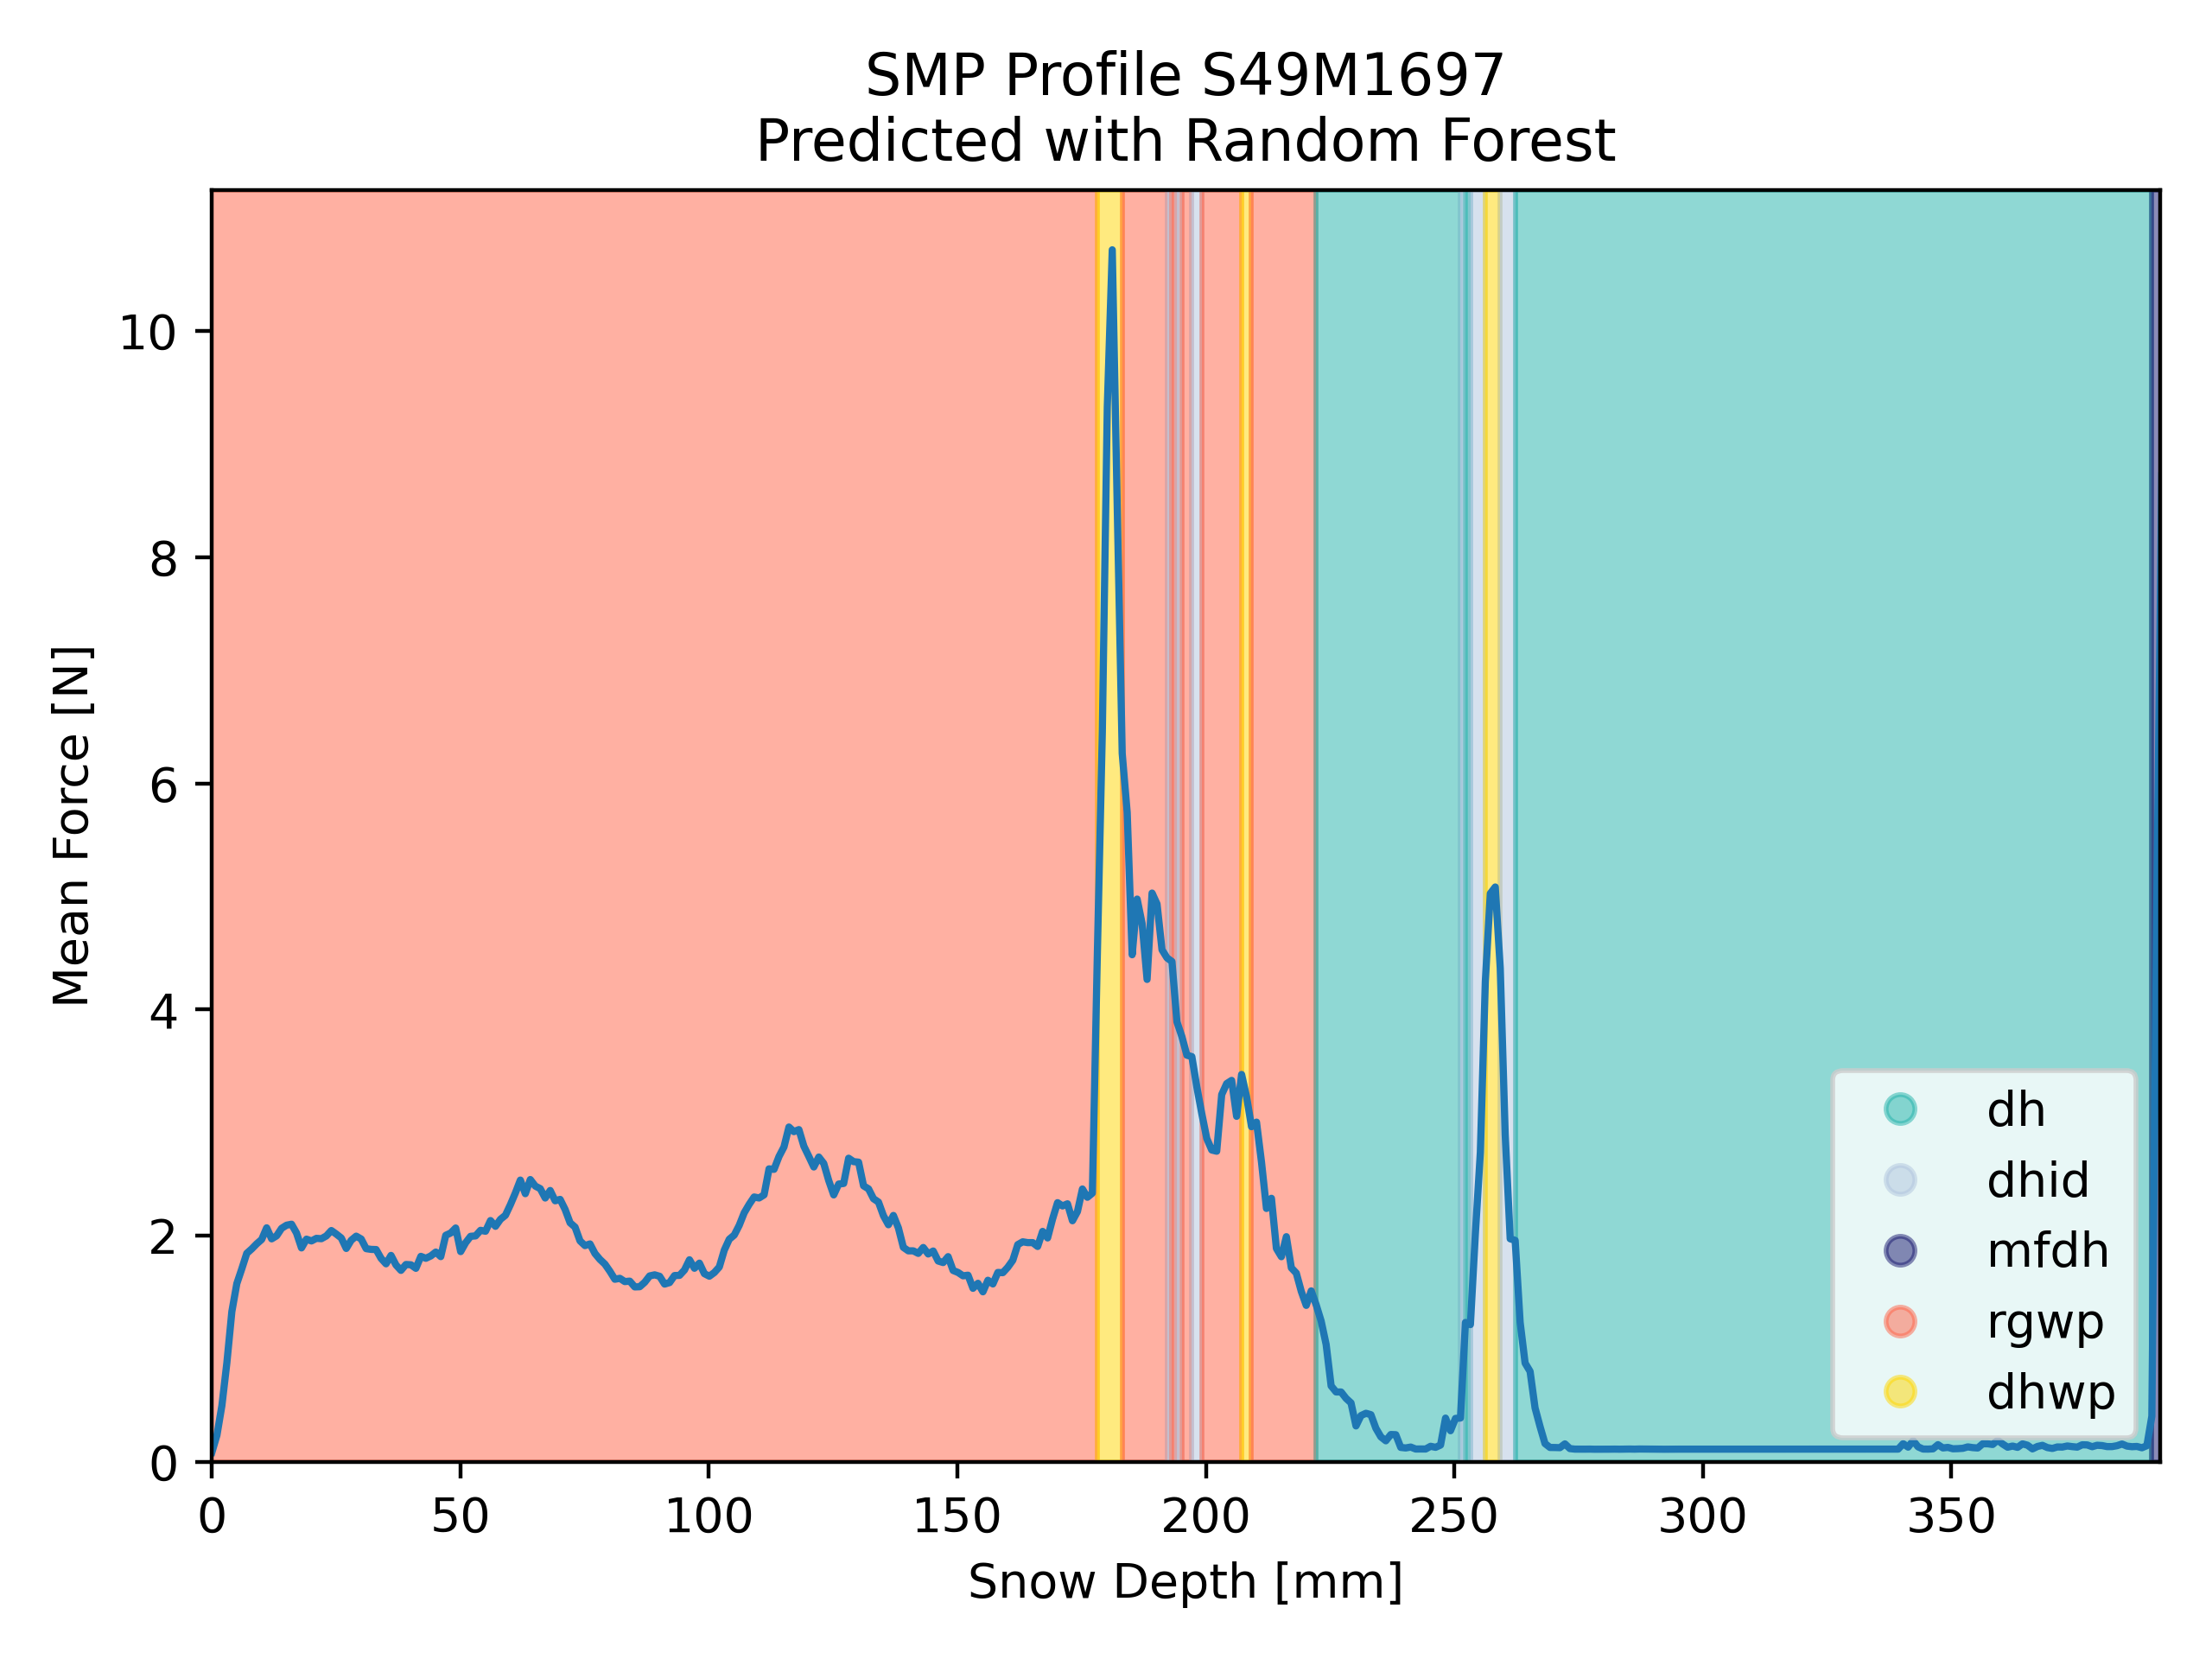 SMP Profile S49M1697
Predicted with Random Forest
Mean Force [N]
10
8
6
4
2
0
0 50 100 150 200 250 300 350
Snow Depth [mm]
dh
dhid
mfdh
rgwp
dhwp